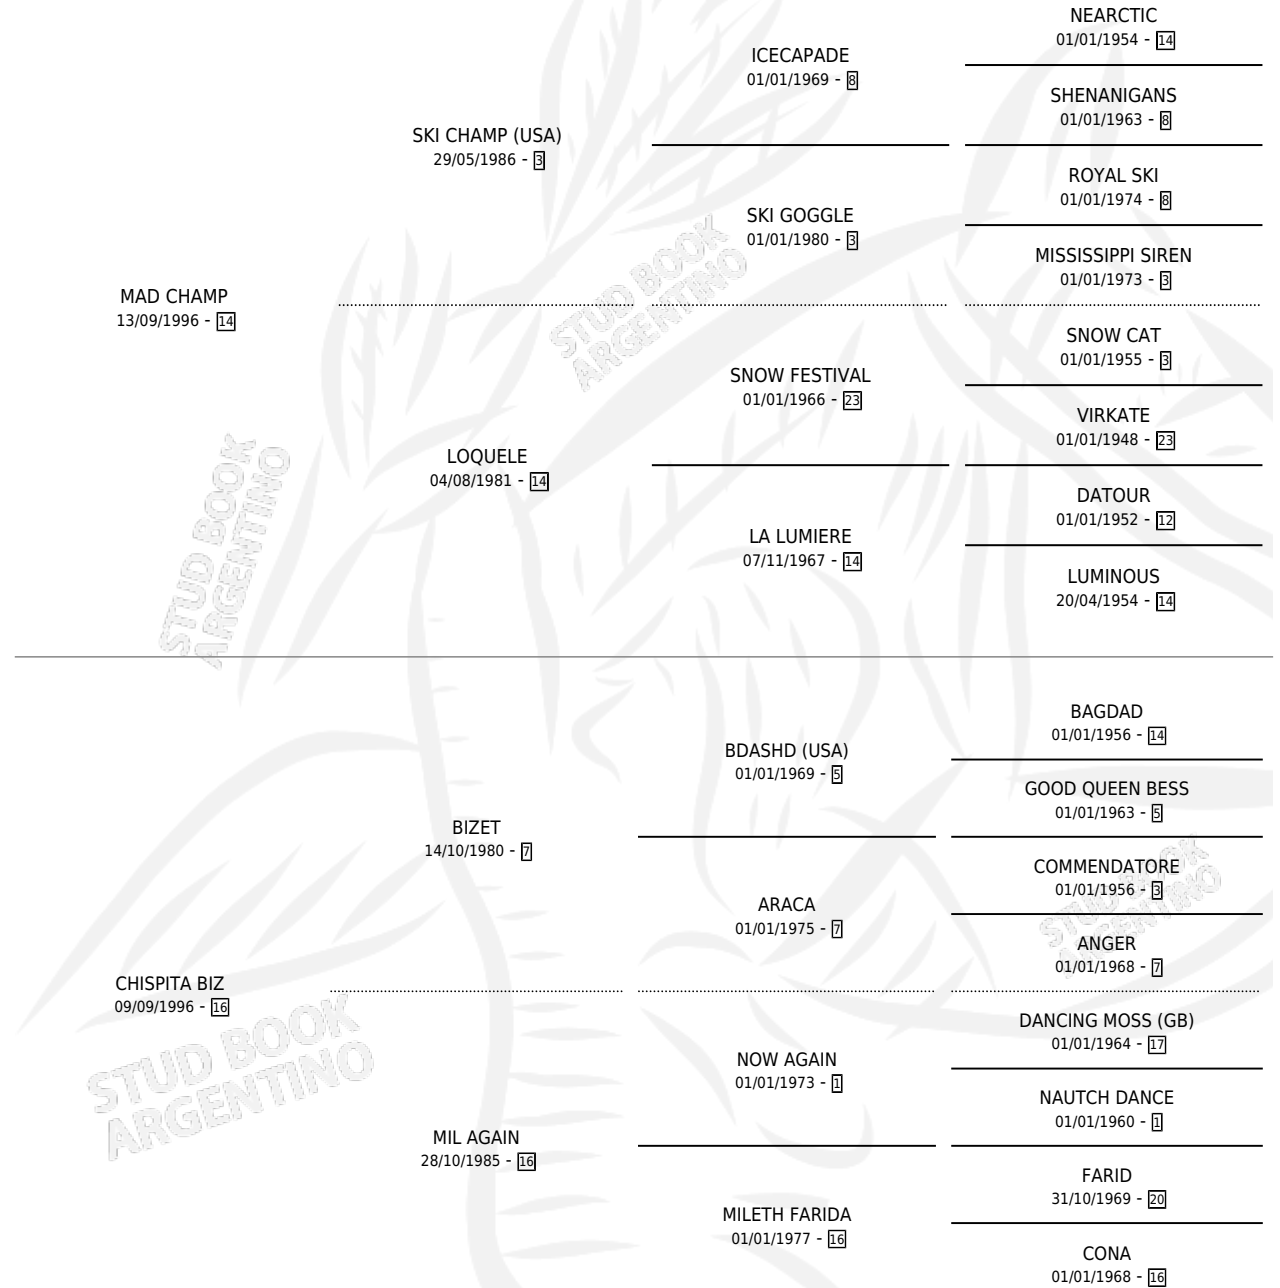 NEARCTIC
01/01/1954 - 14
ICECAPADE
01/01/1969 - 8
SHENANIGANS
01/01/1963 - 8
SKI CHAMP (USA)
29/05/1986 - 3
ROYAL SKI
01/01/1974 - 8
SKI GOGGLE
01/01/1980 - 3
MISSISSIPPI SIREN
01/01/1973 - 3
MAD CHAMP
13/09/1996 - 14
STUD BOOK
ARGENTINO
SNOW CAT
01/01/1955 - 3
SNOW FESTIVAL
01/01/1966 - 23
VIRKATE
01/01/1948 - 23
LOQUELE
04/08/1981 - 14
DATOUR
01/01/1952 - 12
LA LUMIERE
07/11/1967 - 14
LUMINOUS
20/04/1954 - 14
STUD BOOK
ARGENTINO
BAGDAD
01/01/1956 - 14
BDASHD (USA)
01/01/1969 - 5
GOOD QUEEN BESS
01/01/1963 - 5
BIZET
14/10/1980 - 7
COMMENDATORE
01/01/1956 - 3
ARACA
01/01/1975 - 7
STUD BOOK
ARGENTINO
ANGER
01/01/1968 - 7
CHISPITA BIZ
09/09/1996 - 16
DANCING MOSS (GB)
01/01/1964 - 17
NOW AGAIN
01/01/1973 - 1
NAUTCH DANCE
01/01/1960 - 1
STUD BOOK
ARGENTINO
MIL AGAIN
28/10/1985 - 16
FARID
31/10/1969 - 20
MILETH FARIDA
01/01/1977 - 16
CONA
01/01/1968 - 16